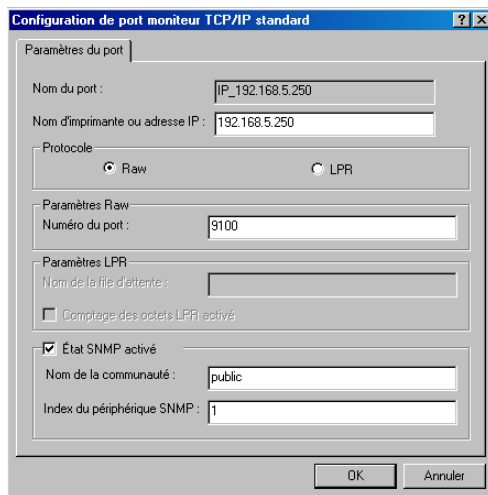 Configuration de port moniteur TCP/IP standard
Paramètres du port
Nom du port : IP_192.168.5.250
Nom d'imprimante ou adresse IP : 192.168.5.250
Protocole
Raw LPR
Paramètres Raw
Numéro du port : 9100
Paramètres LPR
Nom de la file d'attente :
Comptage des octets LPR activé
État SNMP activé
Nom de la communauté : public
Index du périphérique SNMP : 1
OK Annuler